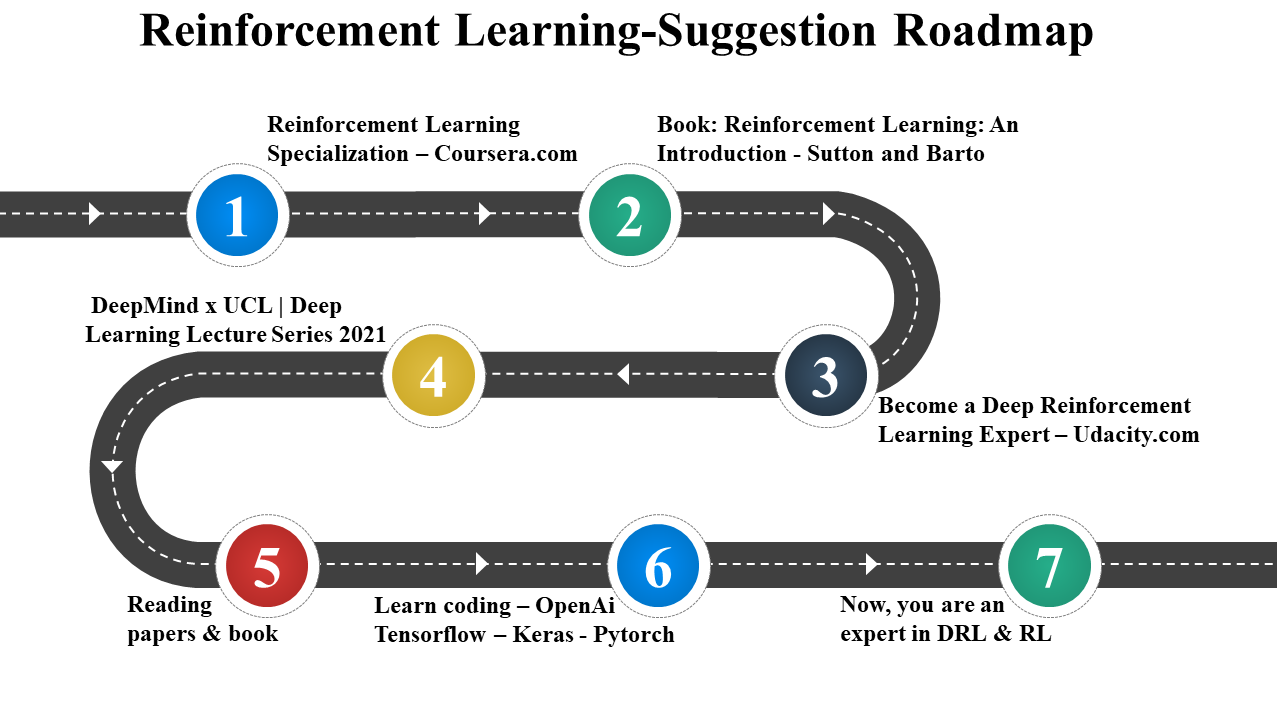 Reinforcement Learning-Suggestion Roadmap
Reinforcement Learning
Specialization – Coursera.com
Book: Reinforcement Learning: An
Introduction - Sutton and Barto
1
2
DeepMind x UCL | Deep
Learning Lecture Series 2021
4
3
Become a Deep Reinforcement
Learning Expert – Udacity.com
5
6
7
Reading
papers & book
Learn coding – OpenAi
Tensorflow – Keras - Pytorch
Now, you are an
expert in DRL & RL